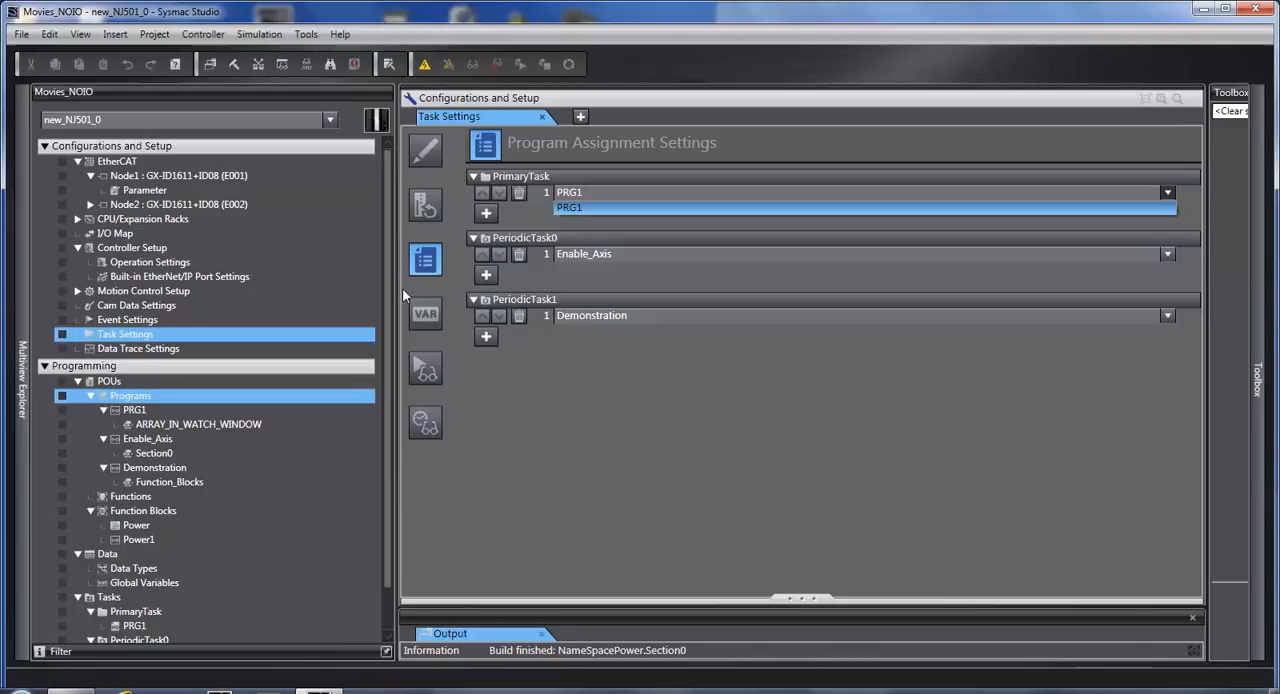 Movies_NOIO - new_NJ501_0 - Sysmac Studio
File Edit View Insert Project Controller Simulation Tools Help
Movies_NOIO
new_NJ501_0
Configurations and Setup
EtherCAT
Node1 : GX-ID1611+ID08 (E001)
Parameter
Node2 : GX-ID1611+ID08 (E002)
CPU/Expansion Racks
I/O Map
Controller Setup
Operation Settings
Built-in EtherNet/IP Port Settings
Motion Control Setup
Cam Data Settings
Event Settings
Task Settings
Data Trace Settings
Programming
POUs
Programs
PRG1
ARRAY_IN_WATCH_WINDOW
Enable_Axis
Section0
Demonstration
Function_Blocks
Functions
Function Blocks
Power
Power1
Data
Data Types
Global Variables
Tasks
PrimaryTask
PRG1
PeriodicTask0
Filter
Multiview Explorer
Configurations and Setup
Task Settings
Program Assignment Settings
VAR
PrimaryTask
1 PRG1
PRG1
PeriodicTask0
1 Enable_Axis
PeriodicTask1
1 Demonstration
Output
Information Build finished: NameSpacePower.Section0
Toolbox
<Clear s
Toolbox